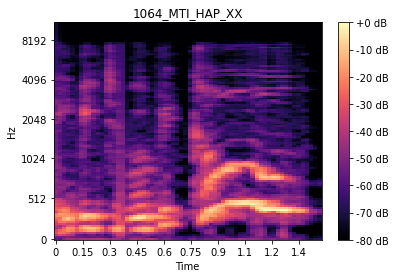 1064_MTI_HAP_XX
8192
4096
2048
1024
512
0
Hz
0 0.15 0.3 0.45 0.6 0.75 0.9 1.1 1.2 1.4
Time
+0 dB
-10 dB
-20 dB
-30 dB
-40 dB
-50 dB
-60 dB
-70 dB
-80 dB